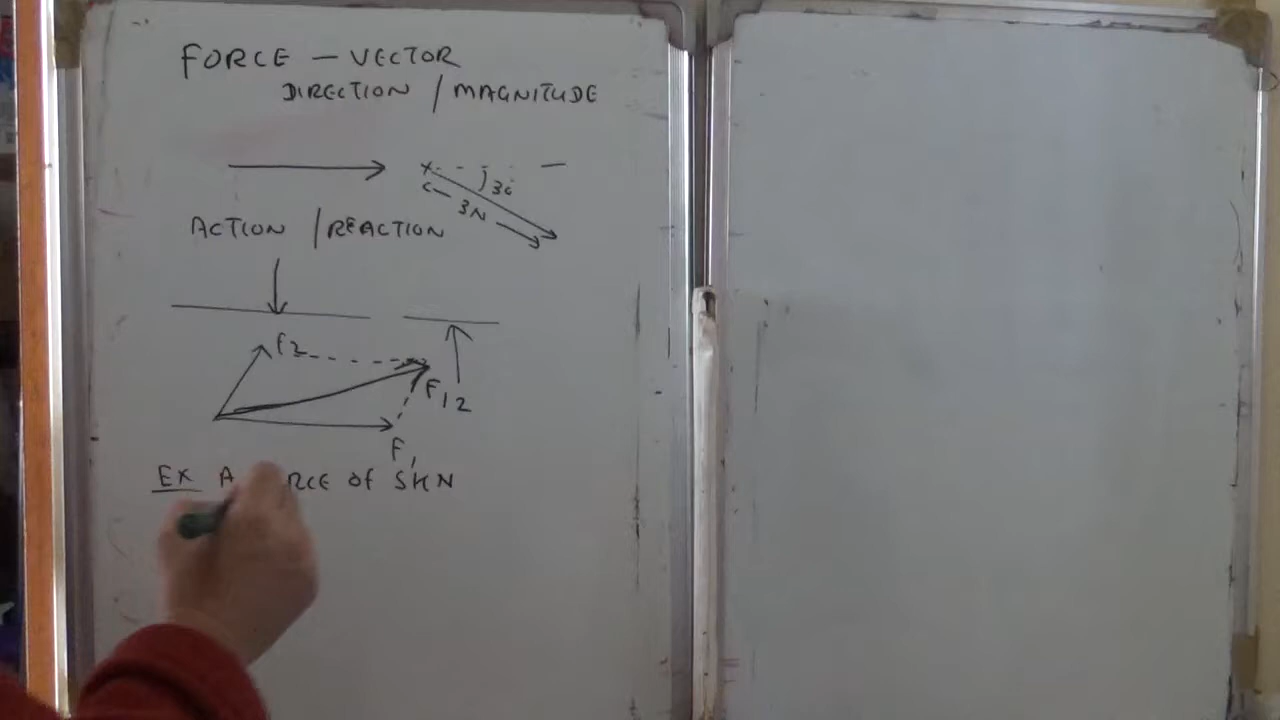 FORCE — VECTOR
DIRECTION / MAGNITUDE
30
3N
ACTION / REACTION
F2
F12
F1
EX A RCE OF 5KN